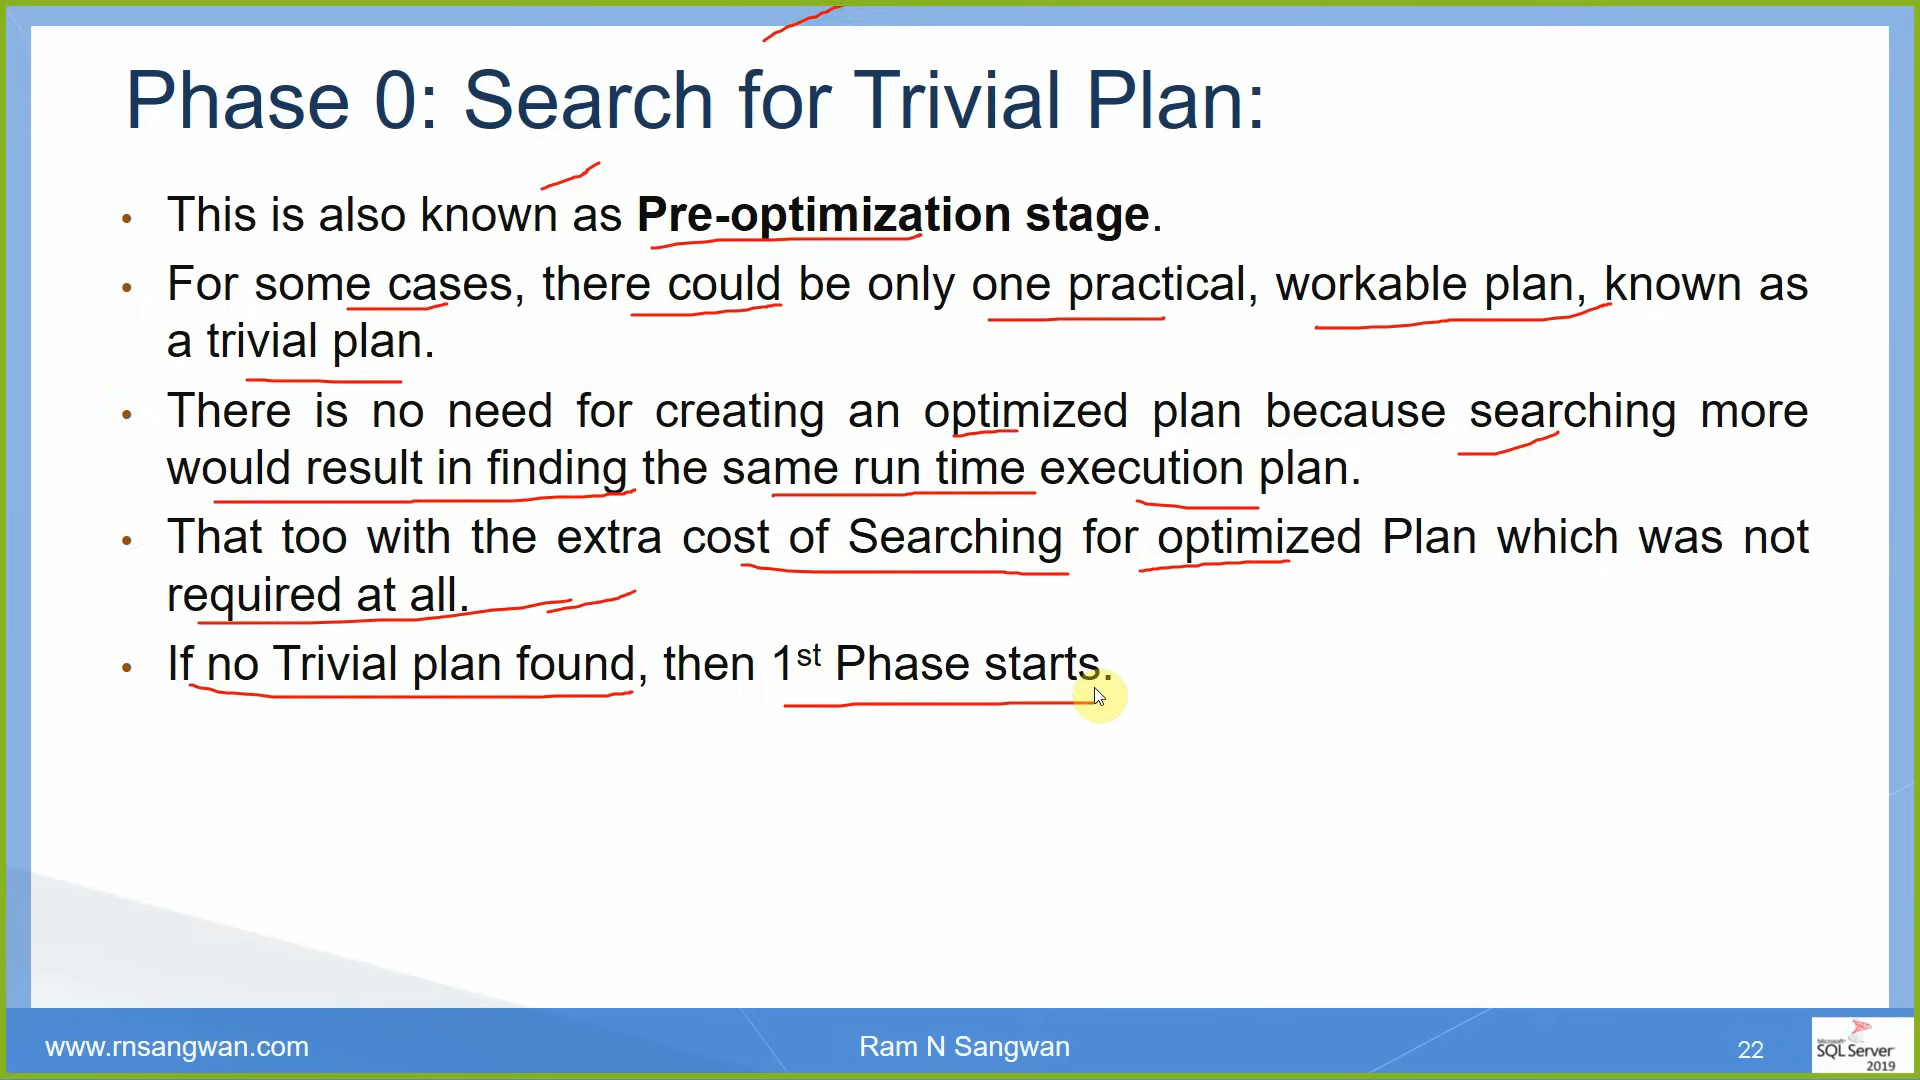 Phase 0: Search for Trivial Plan:
• This is also known as Pre-optimization stage.
• For some cases, there could be only one practical, workable plan, known as
a trivial plan.
• There is no need for creating an optimized plan because searching more
would result in finding the same run time execution plan.
• That too with the extra cost of Searching for optimized Plan which was not
required at all.
• If no Trivial plan found, then 1st Phase starts.
www.rnsangwan.com
Ram N Sangwan
22
Microsoft
SQL Server
2019